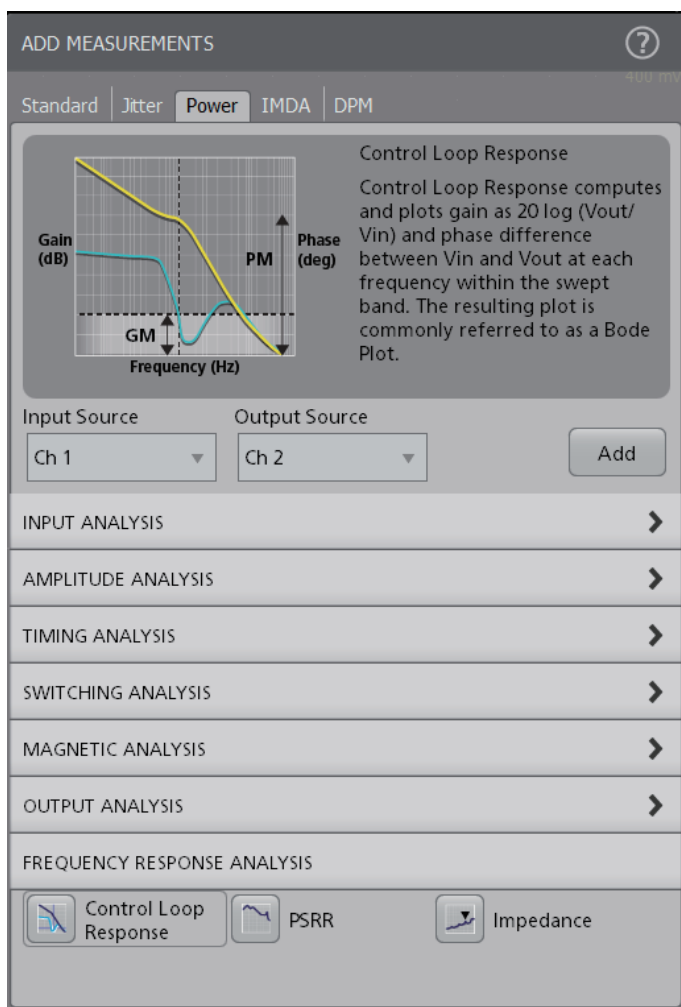 ADD MEASUREMENTS
?
400 mv
Standard
Jitter
Power
IMDA
DPM
Control Loop Response
Control Loop Response computes
and plots gain as 20 log (Vout/
Vin) and phase difference
between Vin and Vout at each
frequency within the swept
band. The resulting plot is
commonly referred to as a Bode
Plot.
Gain
(dB)
PM
Phase
(deg)
GM
Frequency (Hz)
Input Source
Output Source
Ch 1
Ch 2
Add
INPUT ANALYSIS
AMPLITUDE ANALYSIS
TIMING ANALYSIS
SWITCHING ANALYSIS
MAGNETIC ANALYSIS
OUTPUT ANALYSIS
FREQUENCY RESPONSE ANALYSIS
Control Loop
Response
PSRR
Impedance